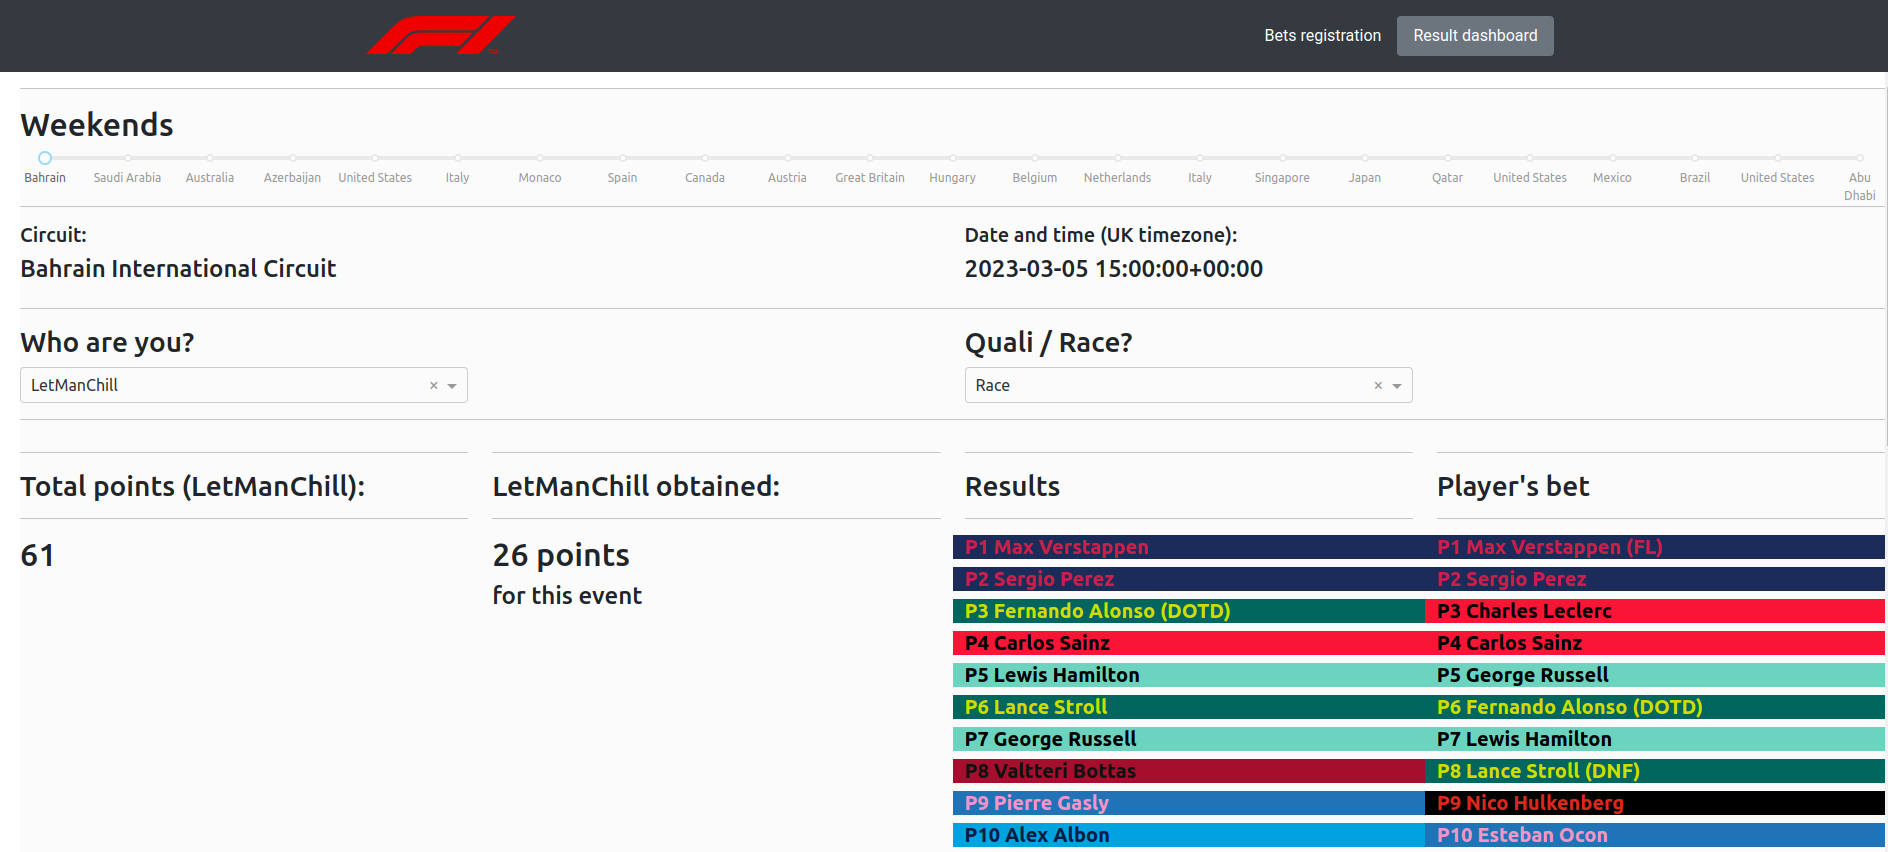 F1 TM
Bets registration
Result dashboard
Weekends
Bahrain Saudi Arabia Australia Azerbaijan United States Italy Monaco Spain Canada Austria Great Britain Hungary Belgium Netherlands Italy Singapore Japan Qatar United States Mexico Brazil United States Abu Dhabi
Circuit:
Bahrain International Circuit
Date and time (UK timezone):
2023-03-05 15:00:00+00:00
Who are you?
LetManChill ×
Quali / Race?
Race ×
Total points (LetManChill):
61
LetManChill obtained:
26 points
for this event
Results
P1 Max Verstappen
P2 Sergio Perez
P3 Fernando Alonso (DOTD)
P4 Carlos Sainz
P5 Lewis Hamilton
P6 Lance Stroll
P7 George Russell
P8 Valtteri Bottas
P9 Pierre Gasly
P10 Alex Albon
Player's bet
P1 Max Verstappen (FL)
P2 Sergio Perez
P3 Charles Leclerc
P4 Carlos Sainz
P5 George Russell
P6 Fernando Alonso (DOTD)
P7 Lewis Hamilton
P8 Lance Stroll (DNF)
P9 Nico Hulkenberg
P10 Esteban Ocon